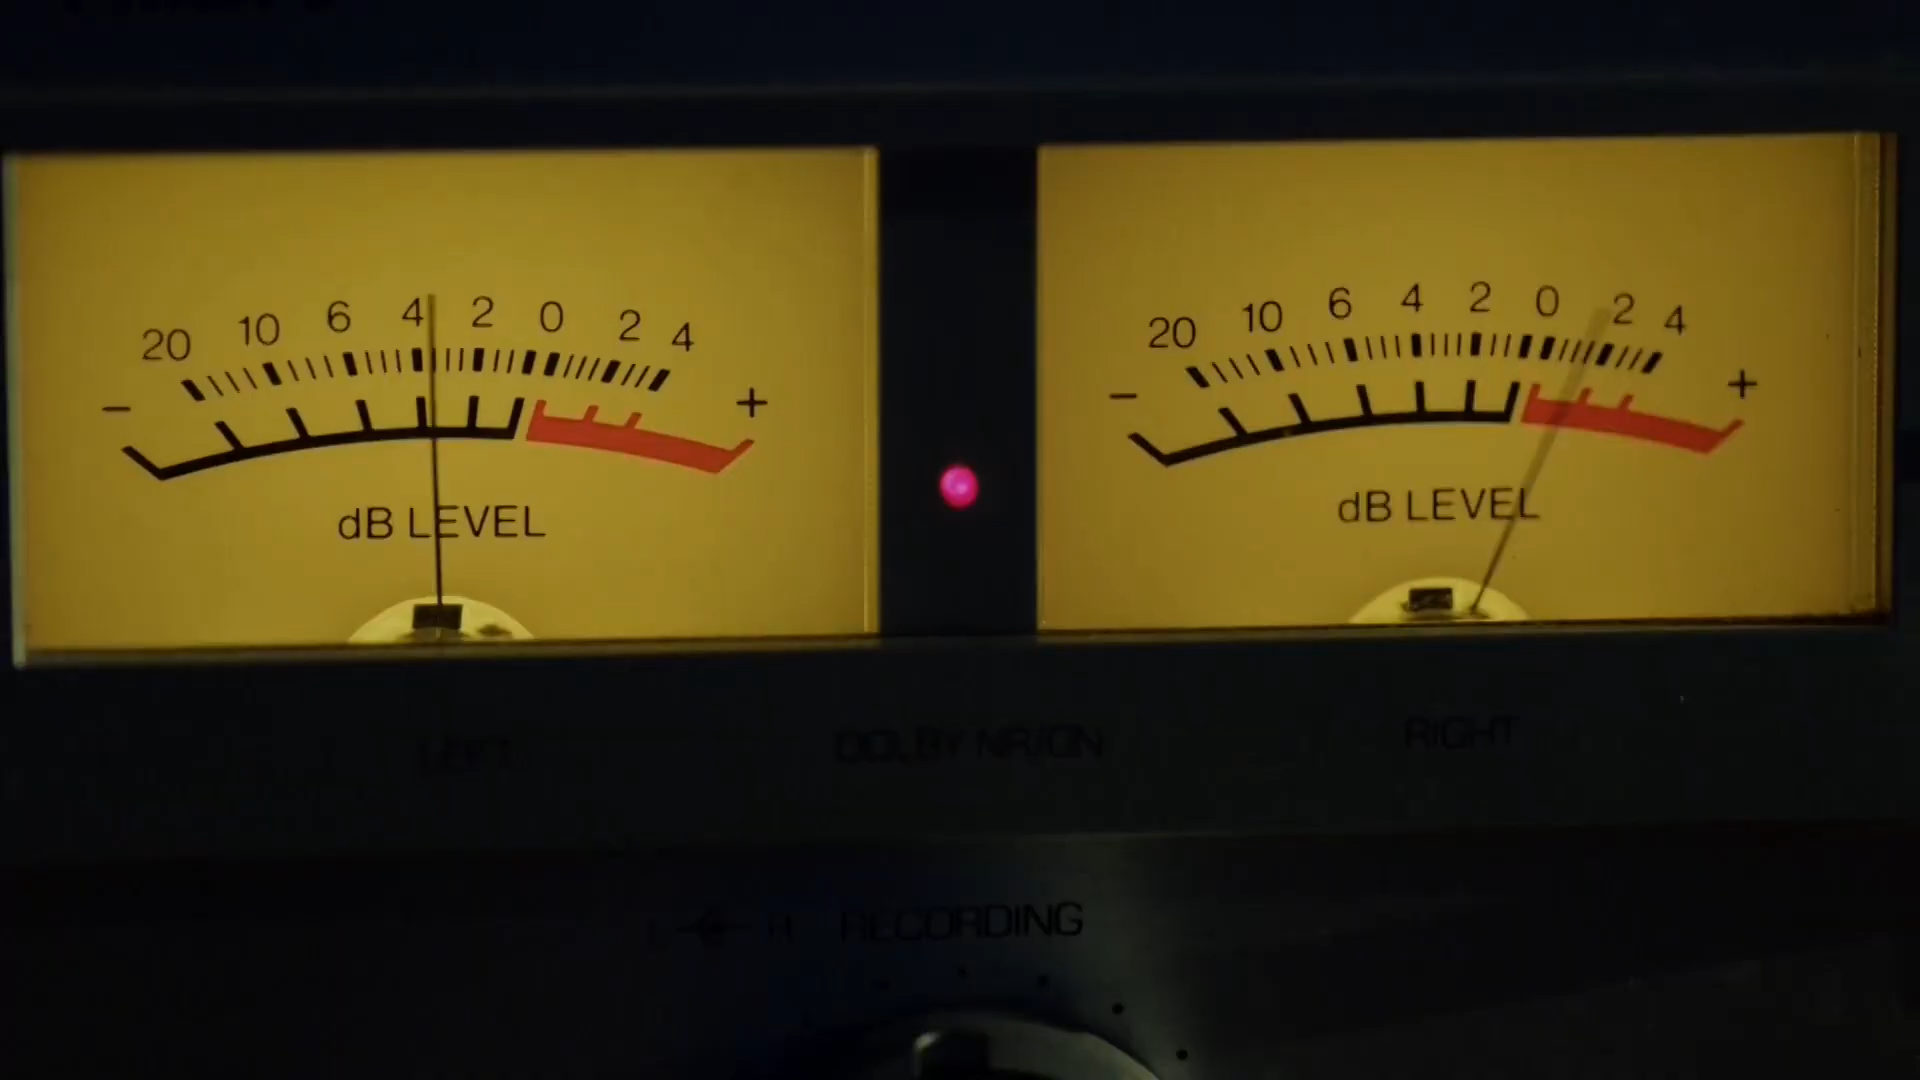 20 10 6 4 2 0 2 4
- +
dB LEVEL
20 10 6 4 2 0 2 4
- +
dB LEVEL
LEFT
DOLBY NR/ON
RIGHT
L R RECORDING